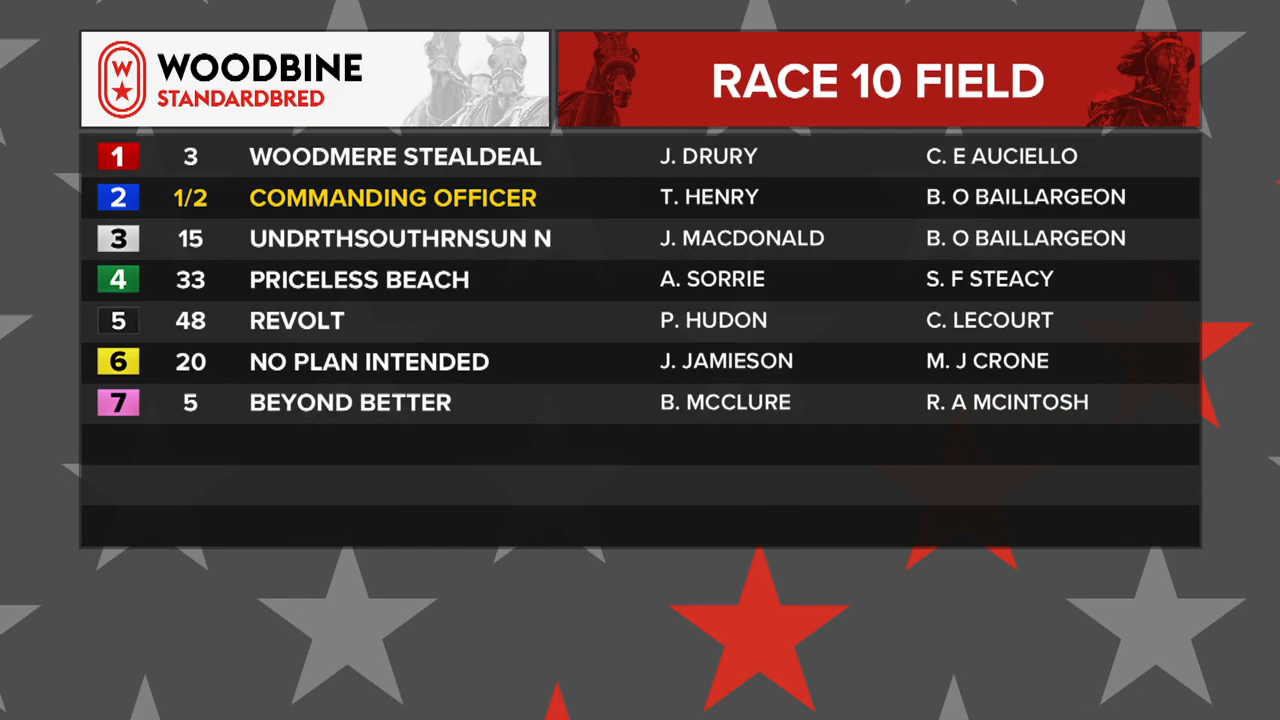 W
WOODBINE
STANDARDBRED
RACE 10 FIELD
1 3 WOODMERE STEALDEAL J. DRURY C. E AUCIELLO
2 1/2 COMMANDING OFFICER T. HENRY B. O BAILLARGEON
3 15 UNDRTHSOUTHRNSUN N J. MACDONALD B. O BAILLARGEON
4 33 PRICELESS BEACH A. SORRIE S. F STEACY
5 48 REVOLT P. HUDON C. LECOURT
6 20 NO PLAN INTENDED J. JAMIESON M. J CRONE
7 5 BEYOND BETTER B. MCCLURE R. A MCINTOSH